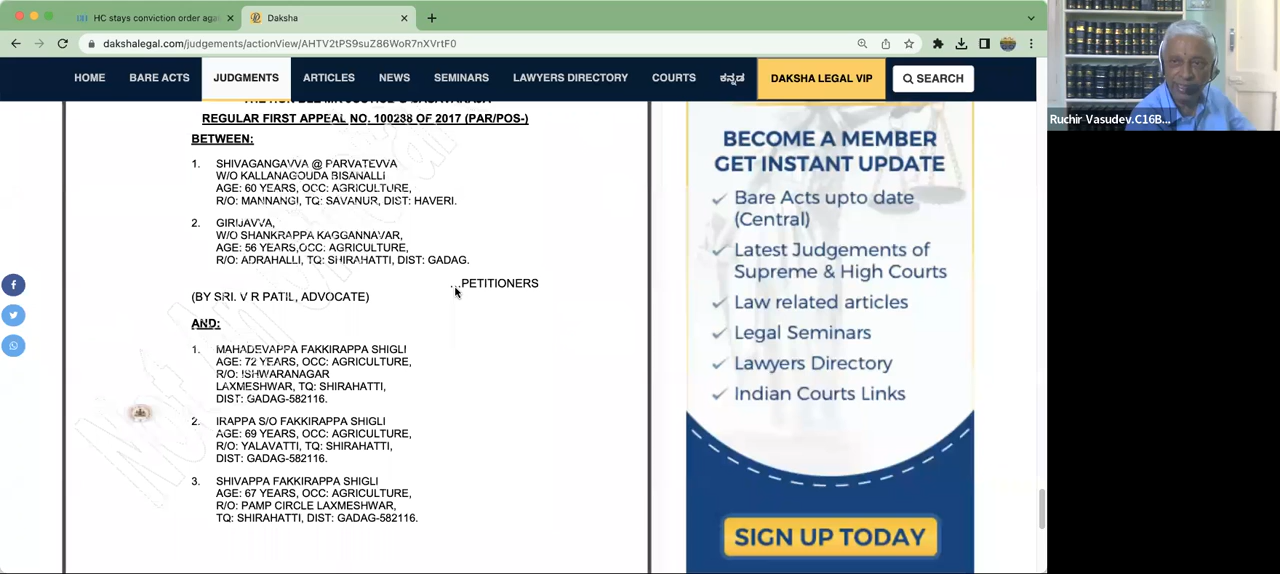 HC stays conviction order aga
Daksha
dakshalegal.com/judgements/actionView/AHTV2tPS9suZ86WoR7nXVrtF0
HOME BARE ACTS JUDGMENTS ARTICLES NEWS SEMINARS LAWYERS DIRECTORY COURTS ಕನ್ನಡ DAKSHA LEGAL VIP SEARCH
Ruchir Vasudev.C16B...
REGULAR FIRST APPEAL NO. 100238 OF 2017 (PAR/POS-)
BETWEEN:
1. SHIVAGANGAVVA @ PARVATEVVA
W/O KALLANAGOUDA BISANALLI
AGE: 60 YEARS, OCC: AGRICULTURE,
R/O: MANNANGI, TQ: SAVANUR, DIST: HAVERI.
2. GIRIJAVVA,
W/O SHANKRAPPA KAGGANNAVAR,
AGE: 56 YEARS,OCC: AGRICULTURE,
R/O: ADRAHALLI, TQ: SHIRAHATTI, DIST: GADAG.
...PETITIONERS
(BY SRI. V R PATIL, ADVOCATE)
AND:
1. MAHADEVAPPA FAKKIRAPPA SHIGLI
AGE: 72 YEARS, OCC: AGRICULTURE,
R/O: ISHWARANAGAR
LAXMESHWAR, TQ: SHIRAHATTI,
DIST: GADAG-582116.
2. IRAPPA S/O FAKKIRAPPA SHIGLI
AGE: 69 YEARS, OCC: AGRICULTURE,
R/O: YALAVATTI, TQ: SHIRAHATTI,
DIST: GADAG-582116.
3. SHIVAPPA FAKKIRAPPA SHIGLI
AGE: 67 YEARS, OCC: AGRICULTURE,
R/O: PAMP CIRCLE LAXMESHWAR,
TQ: SHIRAHATTI, DIST: GADAG-582116.
BECOME A MEMBER
GET INSTANT UPDATE
Bare Acts upto date
(Central)
Latest Judgements of
Supreme & High Courts
Law related articles
Legal Seminars
Lawyers Directory
Indian Courts Links
SIGN UP TODAY